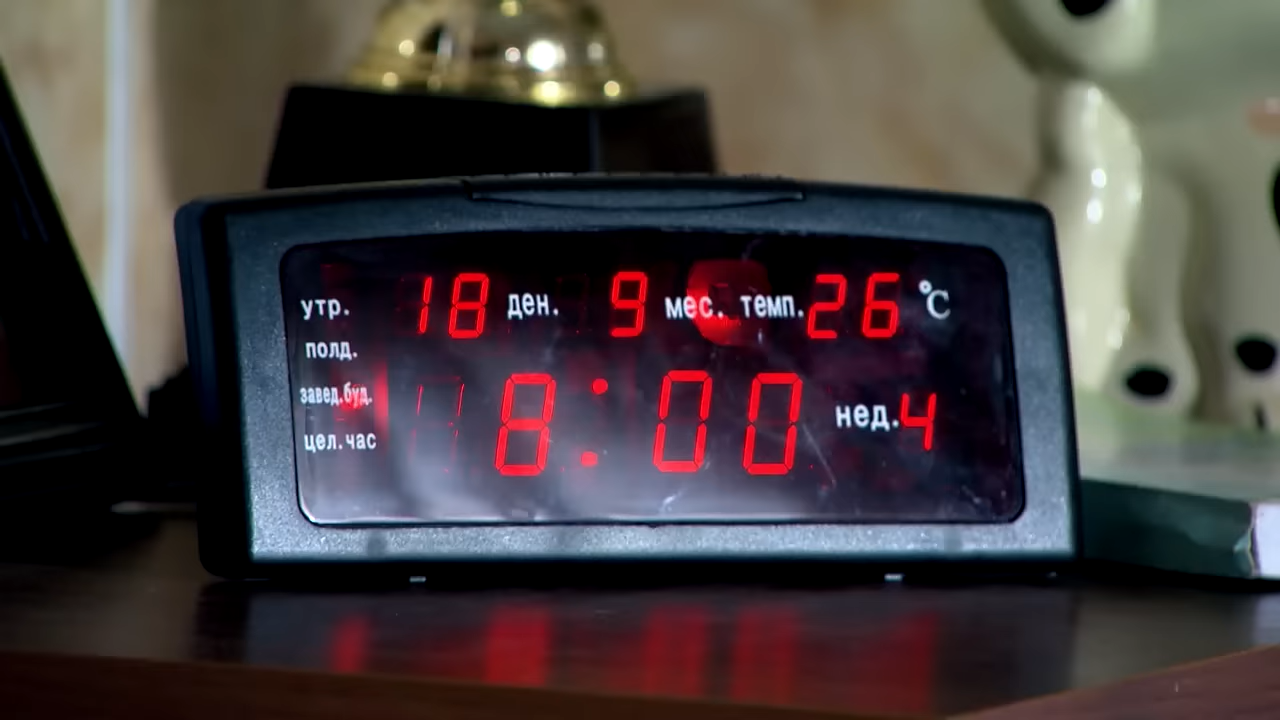 утр. 18 ден. 9 мес. темп. 26 °C
полд.
завед.буд. 8:00 нед. 4
цел.час